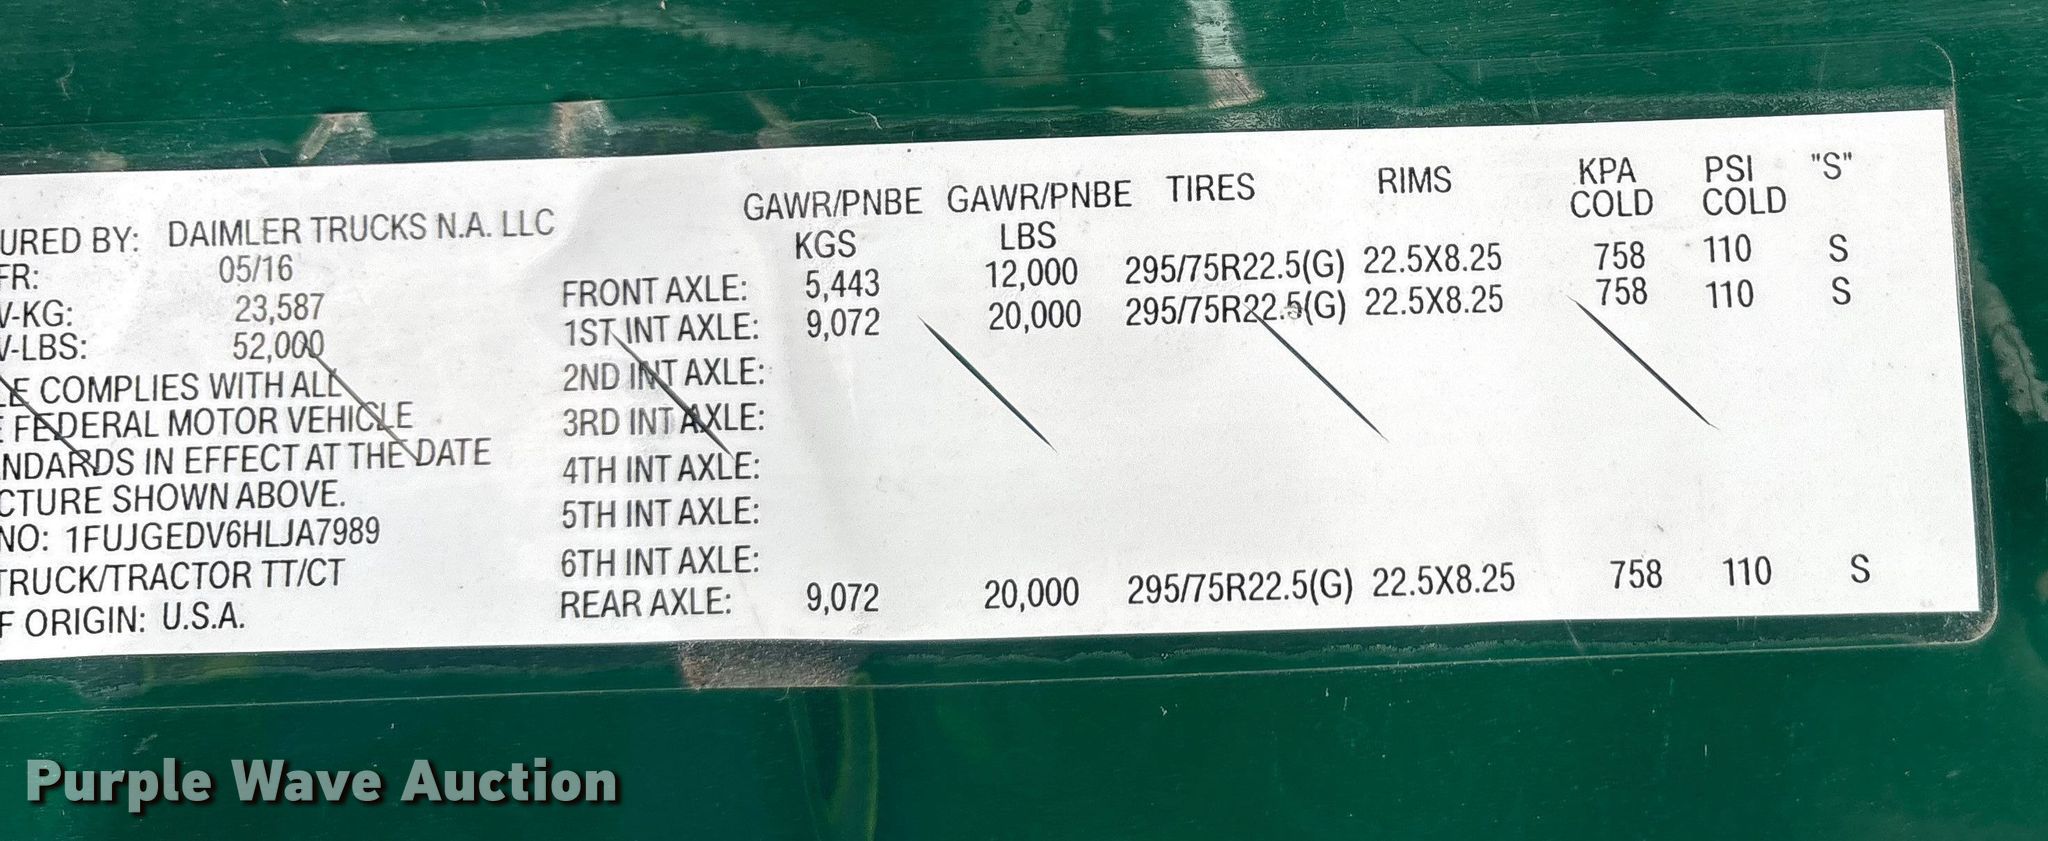 URED BY: DAIMLER TRUCKS N.A. LLC
FR: 05/16
V-KG: 23,587
V-LBS: 52,000
LE COMPLIES WITH ALL
E FEDERAL MOTOR VEHICLE
NDARDS IN EFFECT AT THE DATE
CTURE SHOWN ABOVE.
NO: 1FUJGEDV6HLJA7989
TRUCK/TRACTOR TT/CT
F ORIGIN: U.S.A.
GAWR/PNBE KGS GAWR/PNBE LBS TIRES RIMS KPA COLD PSI COLD "S"
FRONT AXLE: 5,443 12,000 295/75R22.5(G) 22.5X8.25 758 110 S
1ST INT AXLE: 9,072 20,000 295/75R22.5(G) 22.5X8.25 758 110 S
2ND INT AXLE:
3RD INT AXLE:
4TH INT AXLE:
5TH INT AXLE:
6TH INT AXLE:
REAR AXLE: 9,072 20,000 295/75R22.5(G) 22.5X8.25 758 110 S
Purple Wave Auction